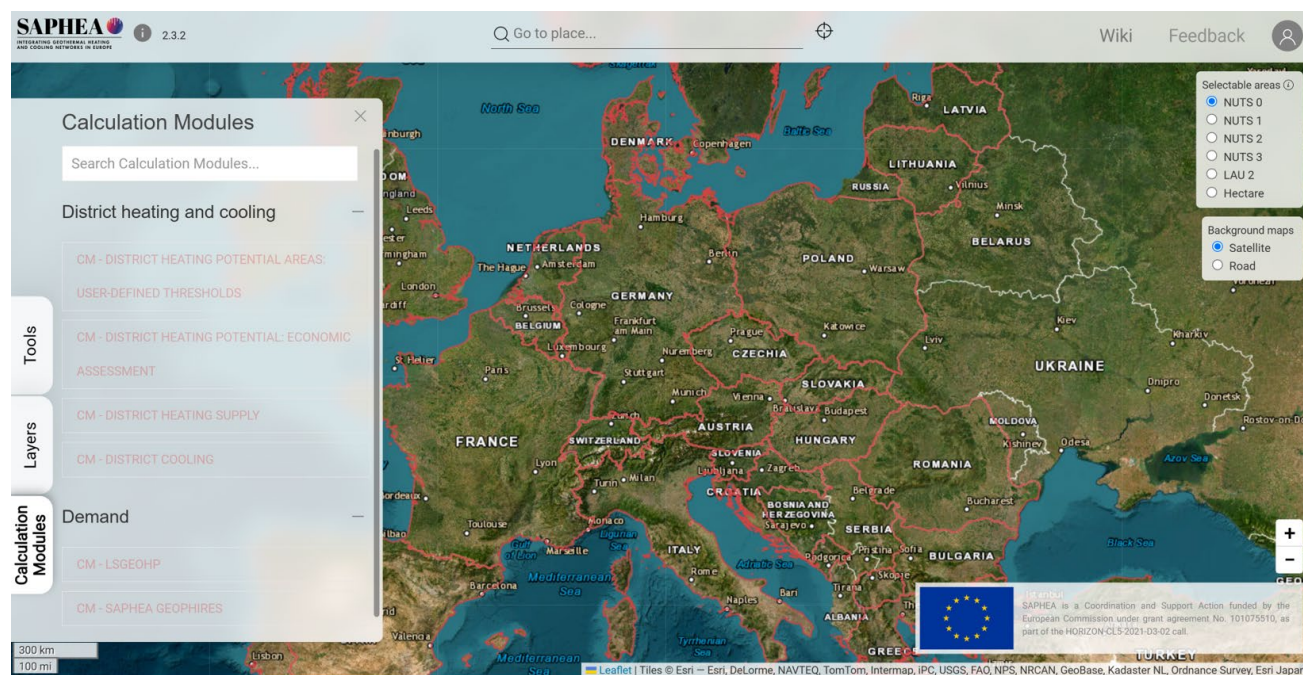 SAPHEA
INTEGRATING GEOTHERMAL HEATING
AND COOLING NETWORKS IN EUROPE
2.3.2
Go to place...
Wiki
Feedback
Calculation Modules
Search Calculation Modules...
District heating and cooling
CM - DISTRICT HEATING POTENTIAL AREAS:
USER-DEFINED THRESHOLDS
CM - DISTRICT HEATING POTENTIAL: ECONOMIC
ASSESSMENT
CM - DISTRICT HEATING SUPPLY
CM - DISTRICT COOLING
Demand
CM - LSGEOHP
CM - SAPHEA GEOPHIRES
Tools
Layers
Calculation
Modules
Selectable areas
NUTS 0
NUTS 1
NUTS 2
NUTS 3
LAU 2
Hectare
Background maps
Satellite
Road
North Sea
Riga
LATVIA
DENMARK
Copenhagen
Baltic Sea
LITHUANIA
RUSSIA
Vilnius
Minsk
Leeds
Hamburg
BELARUS
NETHERLANDS
Berlin
POLAND
The Hague
Amsterdam
Warsaw
London
Brussels
Cologne
GERMANY
BELGIUM
Frankfurt
am Main
Prague
Katowice
Kiev
Kharkiv
Luxembourg
Nuremberg
CZECHIA
Lviv
St Helier
Paris
Stuttgart
UKRAINE
SLOVAKIA
Dnipro
Munich
Vienna
Donetsk
Bratislav
Budapest
Zurich
MOLDOVA
Rostov-on-D
FRANCE
SWITZERLAND
AUSTRIA
HUNGARY
Kishinev
Odesa
SLOVENIA
Azov Sea
Lyon
Ljubljana
Zagreb
ROMANIA
Turin
Milan
CROATIA
Belgrade
Bucharest
BOSNIA AND
HERZEGOVINA
Sarajevo
SERBIA
Toulouse
Monaco
Gulf
of Lion
Marseille
Ligurian
Sea
ITALY
Podgorica
Pristina
Sofia
BULGARIA
Black Sea
Rome
Adriatic Sea
Skopje
Barcelona
Mediterranean
Sea
Bari
Tirana
Naples
ALBANIA
Valencia
Tyrrhenian
Sea
GREECE
Lisbon
Mediterranean
Sea
TURKEY
GEO
SAPHEA is a Coordination and Support Action funded by the
European Commission under grant agreement No. 101075510, as
part of the HORIZON-CL5-2021-D3-02 call.
+
−
300 km
100 mi
Leaflet | Tiles © Esri — Esri, DeLorme, NAVTEQ, TomTom, Intermap, iPC, USGS, FAO, NPS, NRCAN, GeoBase, Kadaster NL, Ordnance Survey, Esri Japan